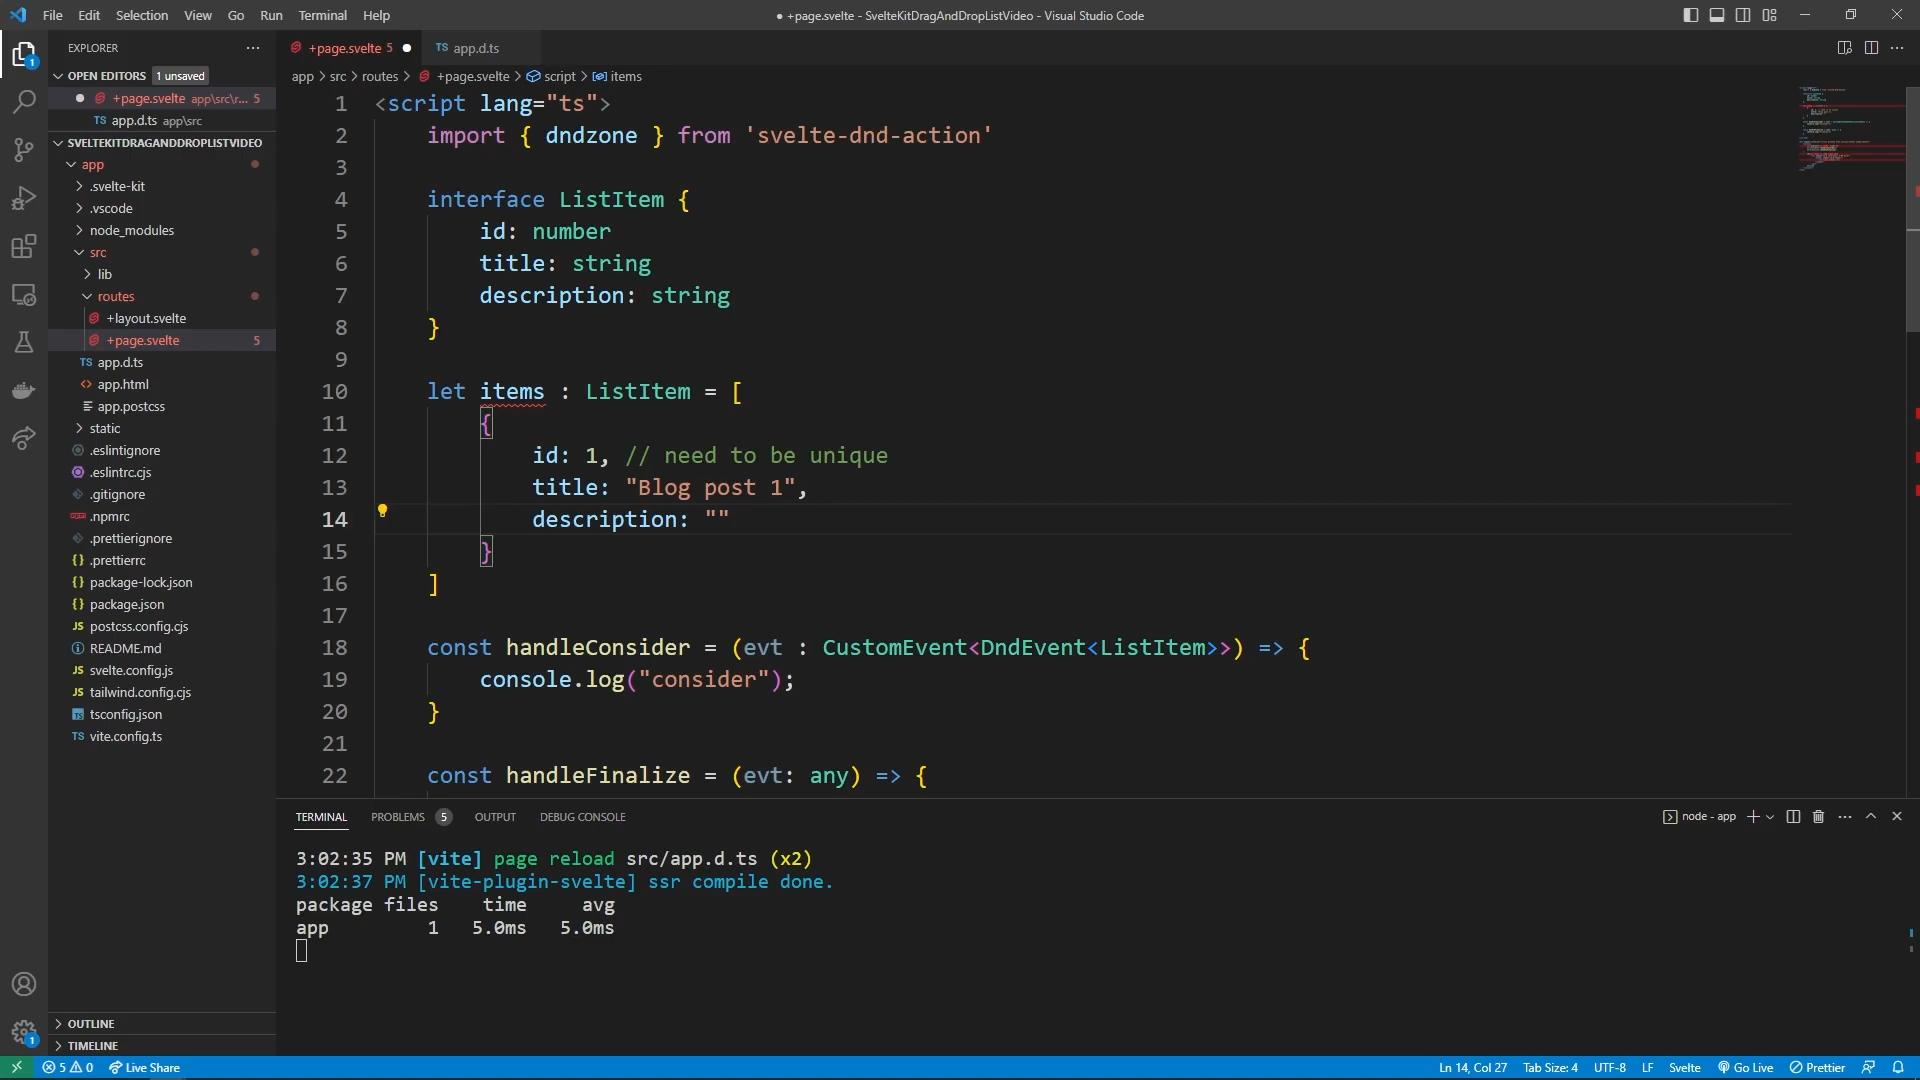 File Edit Selection View Go Run Terminal Help
● +page.svelte - SvelteKitDragAndDropListVideo - Visual Studio Code
EXPLORER
OPEN EDITORS 1 unsaved
+page.svelte app\src\r... 5
TS app.d.ts app\src
SVELTEKITDRAGANDDROPLISTVIDEO
app
.svelte-kit
.vscode
node_modules
src
lib
routes
+layout.svelte
+page.svelte 5
TS app.d.ts
<> app.html
app.postcss
static
.eslintignore
.eslintrc.cjs
.gitignore
.npmrc
.prettierignore
{} .prettierrc
{} package-lock.json
{} package.json
JS postcss.config.cjs
README.md
JS svelte.config.js
JS tailwind.config.cjs
tsconfig.json
TS vite.config.ts
OUTLINE
TIMELINE
1
1
+page.svelte 5 ● TS app.d.ts
app > src > routes > +page.svelte > script > items
1 <script lang="ts">
2 import { dndzone } from 'svelte-dnd-action'
3
4 interface ListItem {
5 id: number
6 title: string
7 description: string
8 }
9
10 let items : ListItem = [
11 {
12 id: 1, // need to be unique
13 title: "Blog post 1",
14 description: ""
15 }
16 ]
17
18 const handleConsider = (evt : CustomEvent<DndEvent<ListItem>>) => {
19 console.log("consider");
20 }
21
22 const handleFinalize = (evt: any) => {
TERMINAL PROBLEMS 5 OUTPUT DEBUG CONSOLE
node - app
3:02:35 PM [vite] page reload src/app.d.ts (x2)
3:02:37 PM [vite-plugin-svelte] ssr compile done.
package files time avg
app 1 5.0ms 5.0ms
5 0 Live Share
Ln 14, Col 27 Tab Size: 4 UTF-8 LF Svelte Go Live Prettier